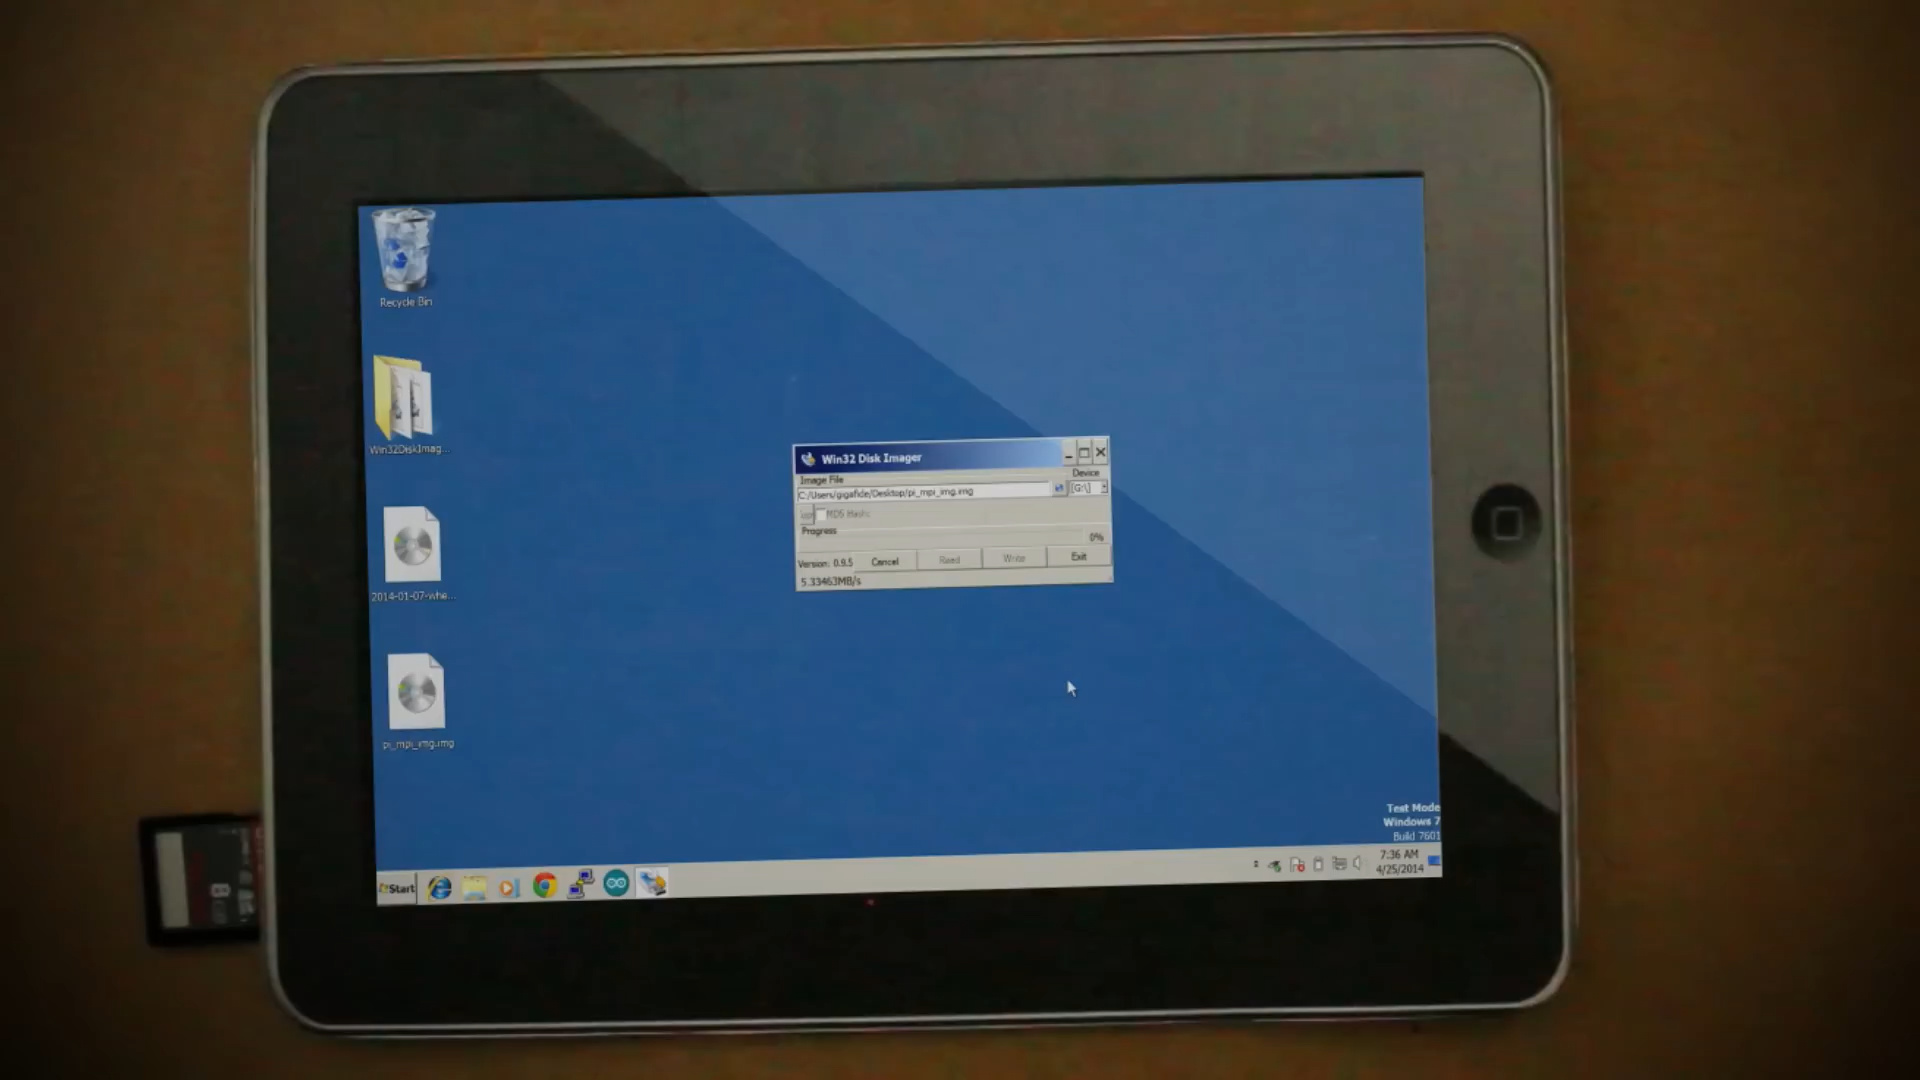 Recycle Bin
Win32DiskImag...
2014-01-07-whe...
pi_mpi_img.img
Win32 Disk Imager
Image File
Device
C:/Users/gigafide/Desktop/pi_mpi_img.img
[G:\]
MD5 Hash:
Progress
0%
Version: 0.9.5
Cancel
Read
Write
Exit
5.33463MB/s
Test Mode
Windows 7
Build 7601
Start
7:36 AM
4/25/2014
8